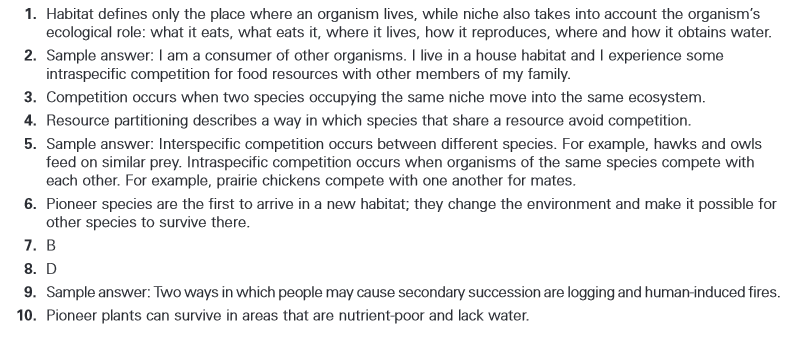 1. Habitat defines only the place where an organism lives, while niche also takes into account the organism’s
ecological role: what it eats, what eats it, where it lives, how it reproduces, where and how it obtains water.
2. Sample answer: I am a consumer of other organisms. I live in a house habitat and I experience some
intraspecific competition for food resources with other members of my family.
3. Competition occurs when two species occupying the same niche move into the same ecosystem.
4. Resource partitioning describes a way in which species that share a resource avoid competition.
5. Sample answer: Interspecific competition occurs between different species. For example, hawks and owls
feed on similar prey. Intraspecific competition occurs when organisms of the same species compete with
each other. For example, prairie chickens compete with one another for mates.
6. Pioneer species are the first to arrive in a new habitat; they change the environment and make it possible for
other species to survive there.
7. B
8. D
9. Sample answer: Two ways in which people may cause secondary succession are logging and human-induced fires.
10. Pioneer plants can survive in areas that are nutrient-poor and lack water.